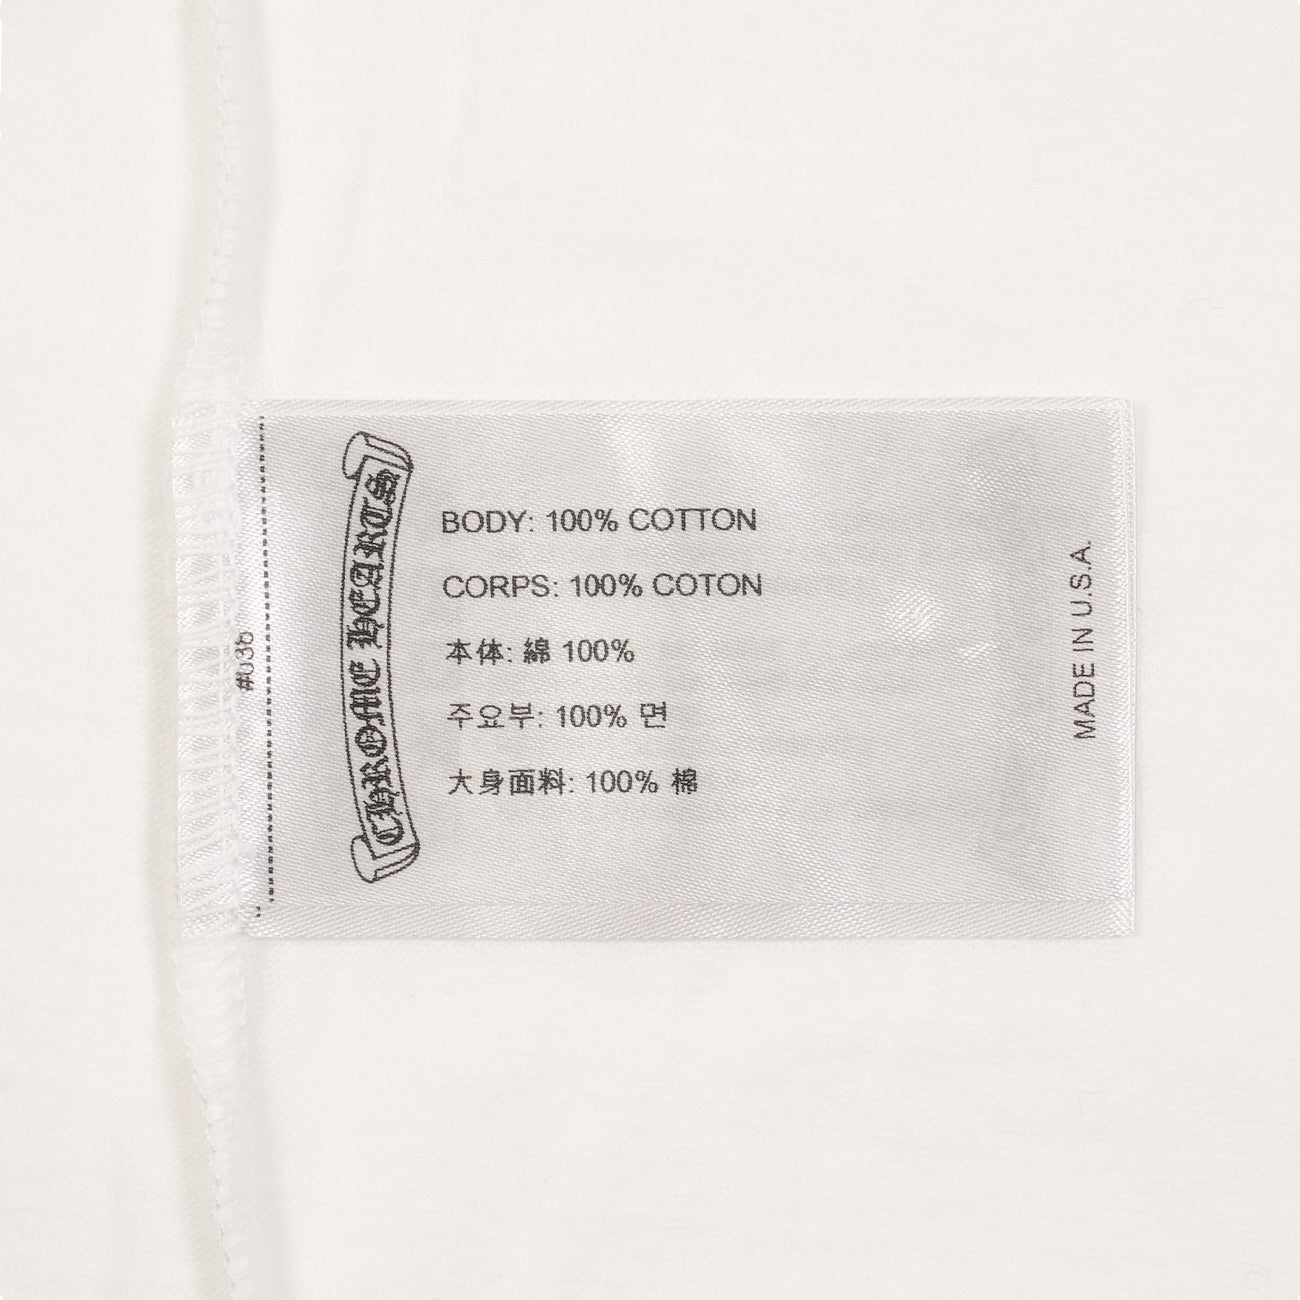 CHROME HEARTS
BODY: 100% COTTON
CORPS: 100% COTON
本体: 綿 100%
주요부: 100% 면
大身面料: 100% 棉
MADE IN U.S.A.